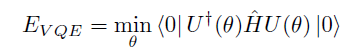 E_{VQE} = \min_{\theta} \langle 0| U^{\dagger}(\theta) \hat{H} U(\theta) |0\rangle